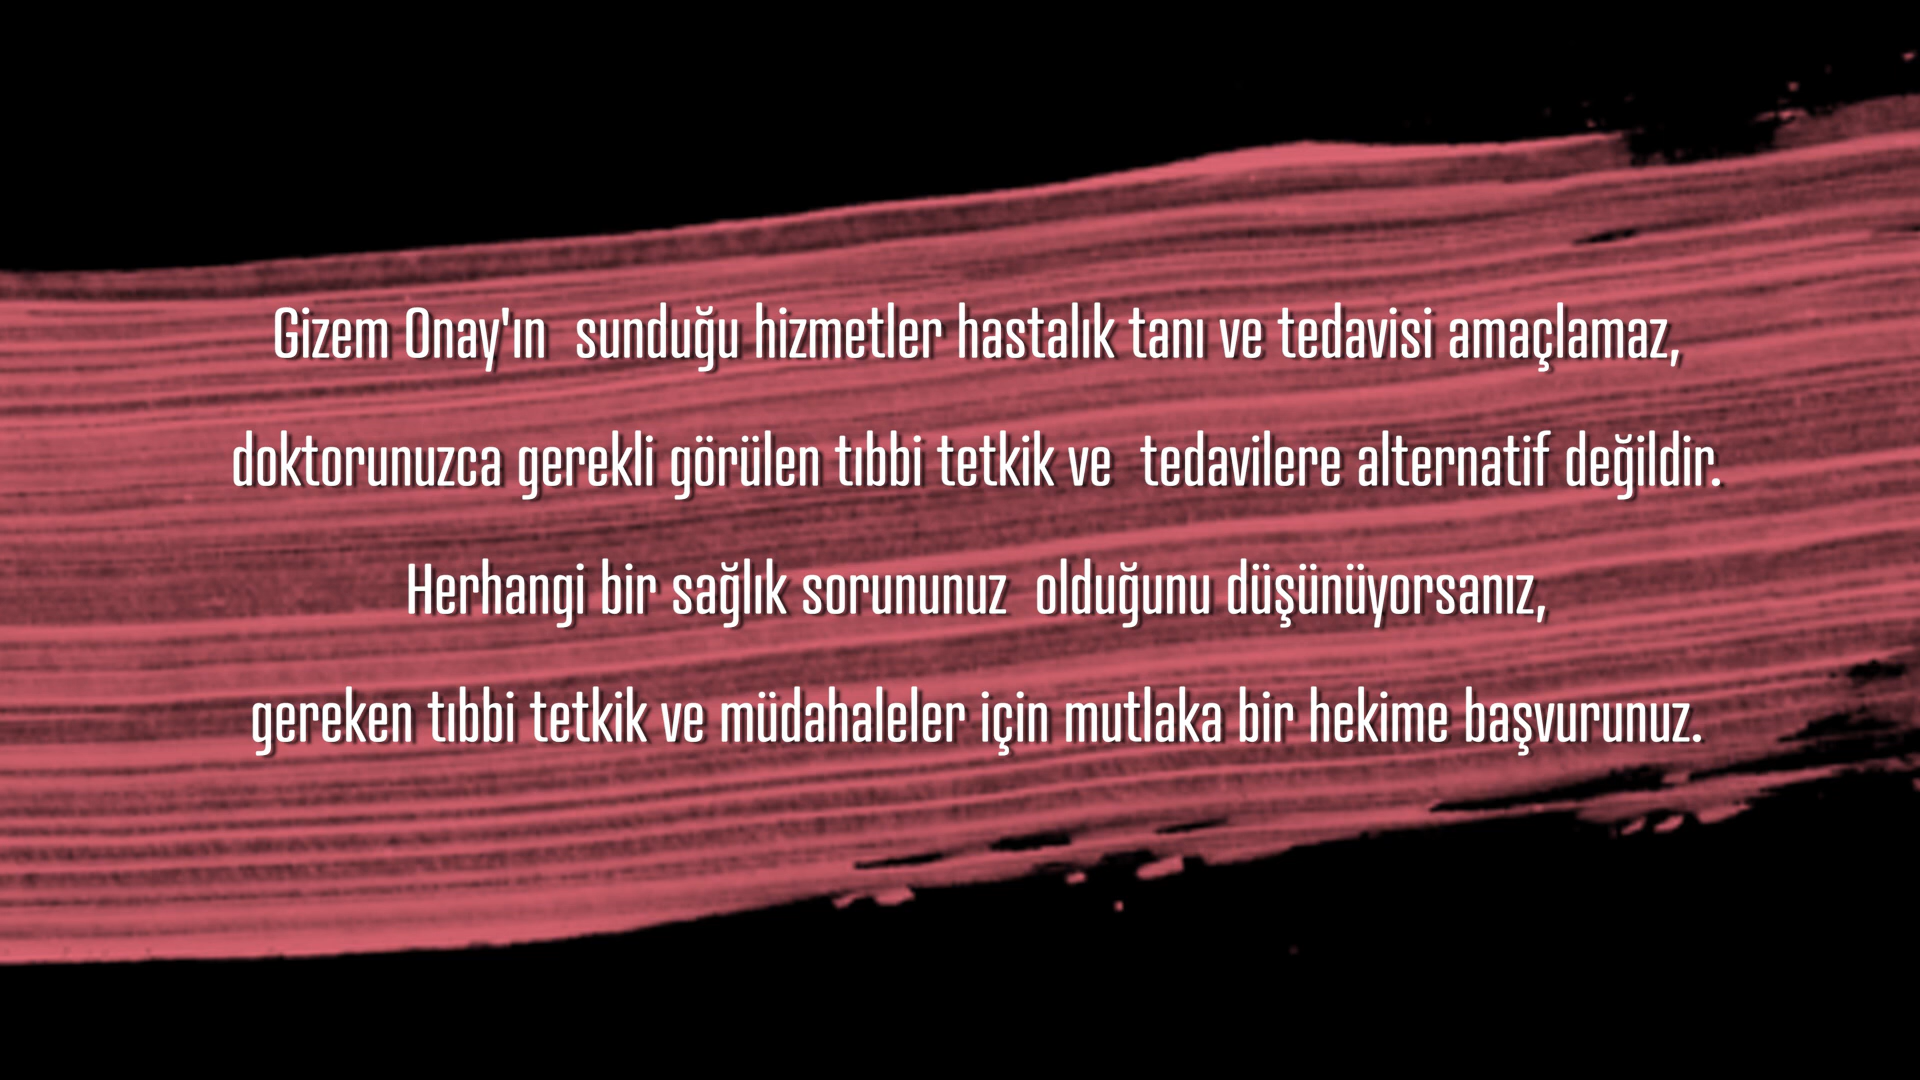 Gizem Onay'ın  sunduğu hizmetler hastalık tanı ve tedavisi amaçlamaz,
doktorunuzca gerekli görülen tıbbi tetkik ve  tedavilere alternatif değildir.
Herhangi bir sağlık sorununuz  olduğunu düşünüyorsanız,
gereken tıbbi tetkik ve müdahaleler için mutlaka bir hekime başvurunuz.